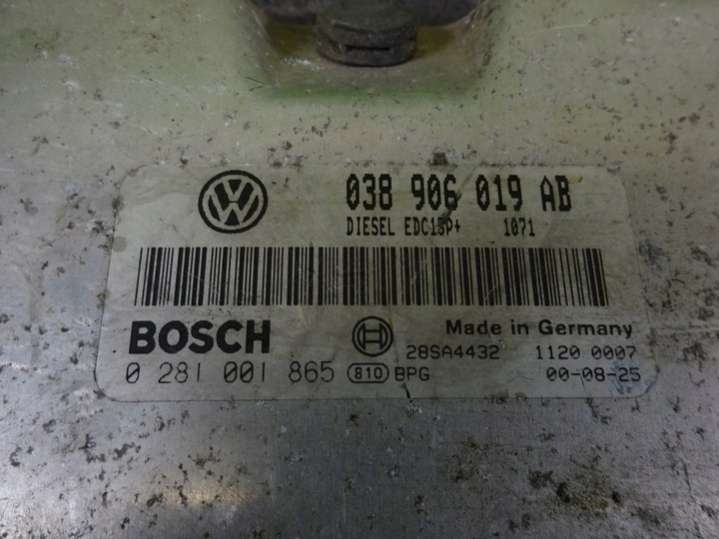 038 906 019 AB
DIESEL EDC15P+ 1071
BOSCH Made in Germany
28SA4432 1120 0007
0 281 001 865 810 BPG 00-08-25